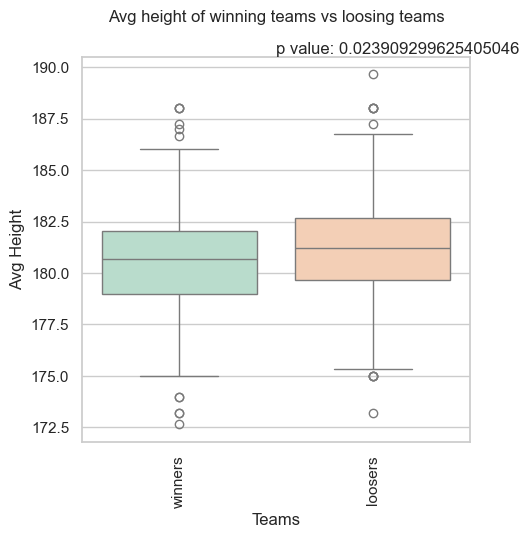 Avg height of winning teams vs loosing teams
p value: 0.023909299625405046
190.0
187.5
185.0
182.5
180.0
177.5
175.0
172.5
Avg Height
winners
loosers
Teams